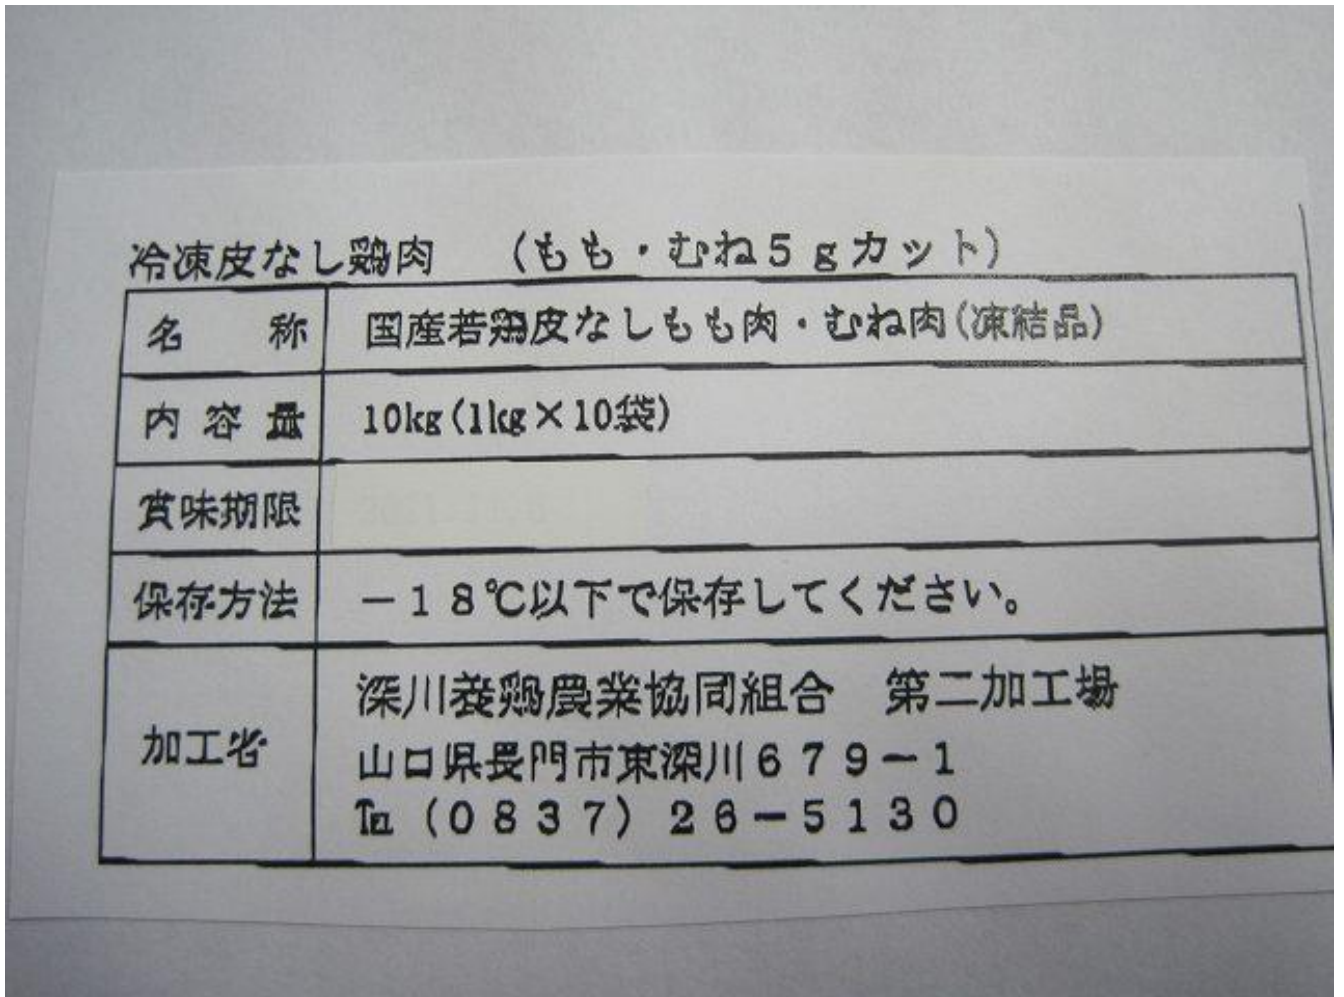 冷凍皮なし鶏肉 (もも・むね5gカット)
名 称 国産若鶏皮なしもも肉・むね肉(凍結品)
内容量 10kg(1kg×10袋)
賞味期限
保存方法 -18℃以下で保存してください。
加工者 深川養鶏農業協同組合 第二加工場
山口県長門市東深川679-1
℡(0837)26-5130